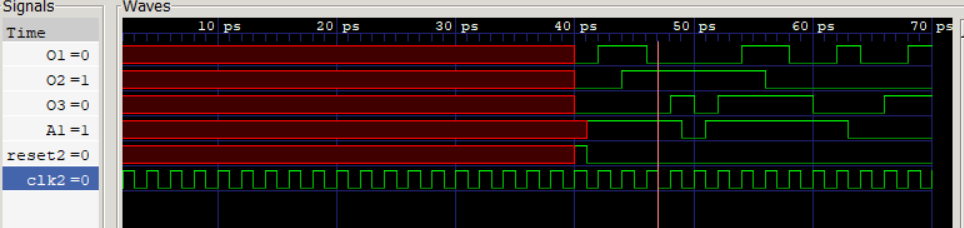 Signals
Waves
Time
10 ps 20 ps 30 ps 40 ps 50 ps 60 ps 70 ps
O1 =0
O2 =1
O3 =0
A1 =1
reset2 =0
clk2 =0